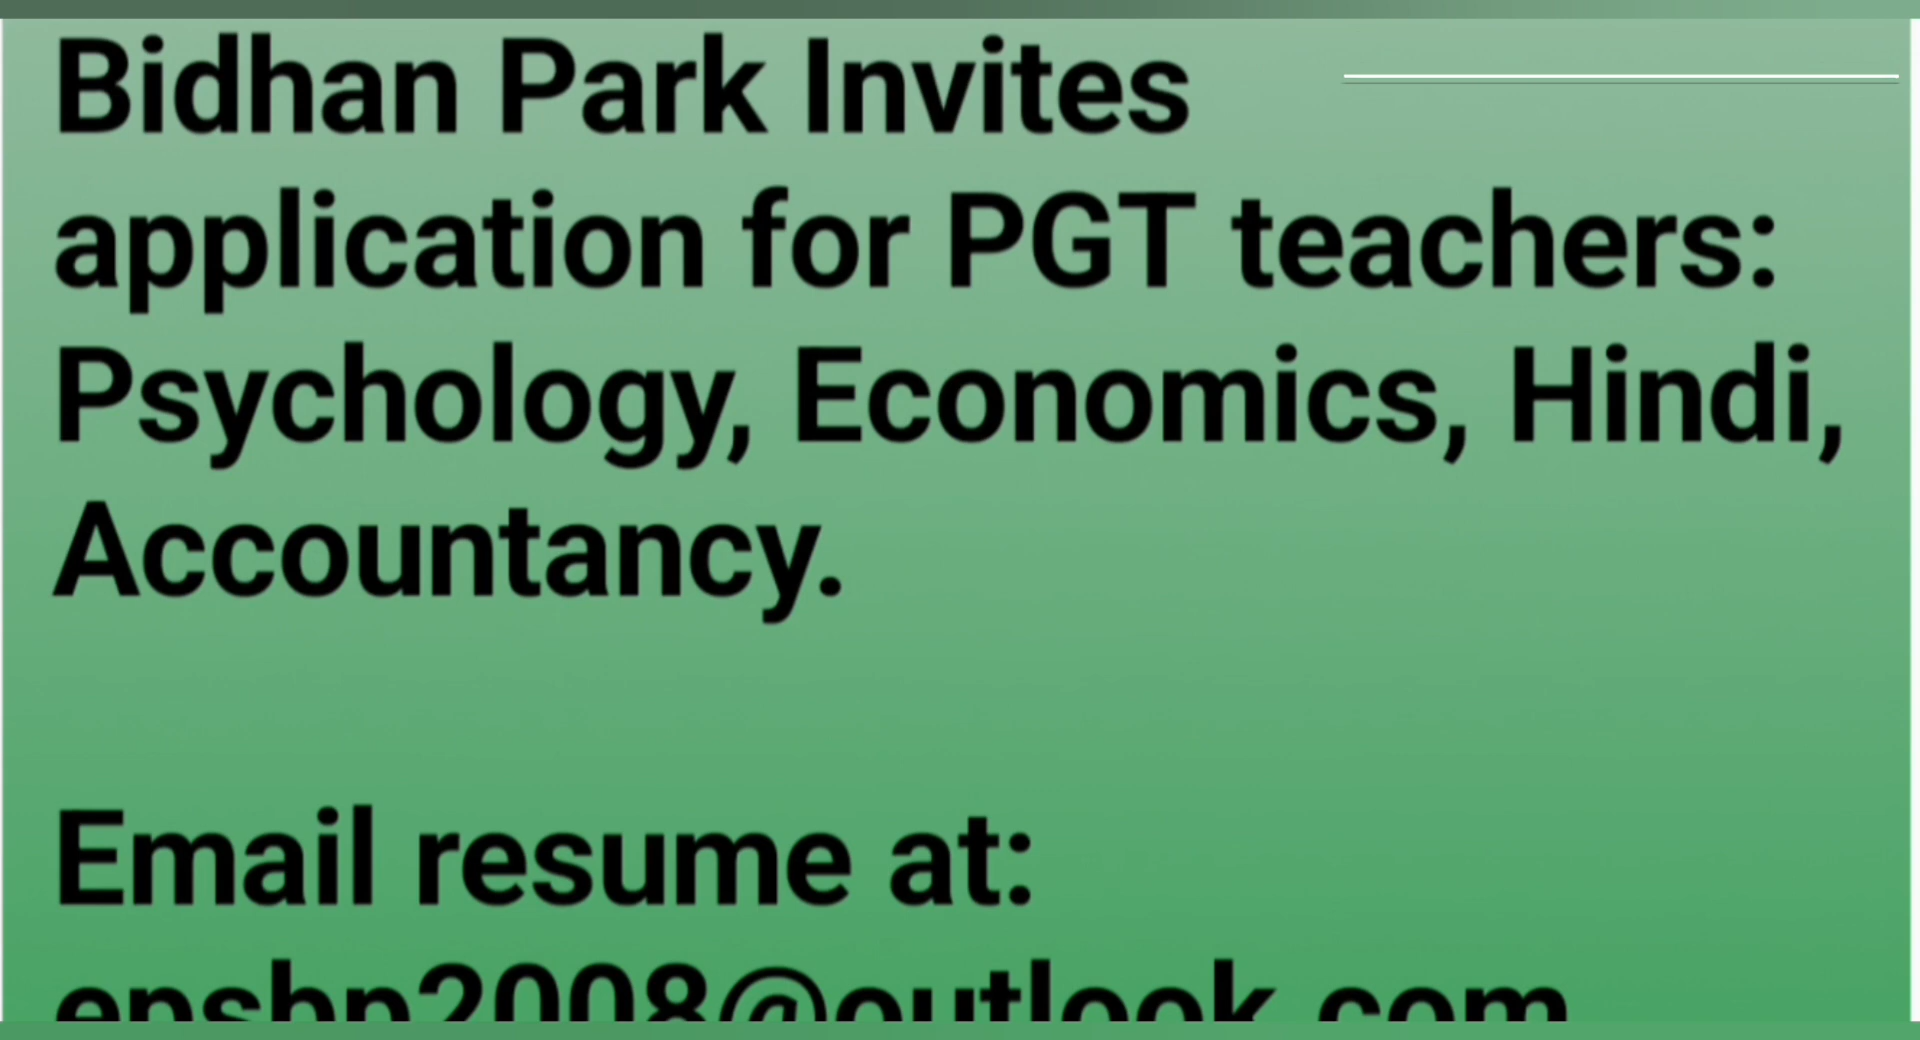 Bidhan Park Invites
application for PGT teachers:
Psychology, Economics, Hindi,
Accountancy.
Email resume at: